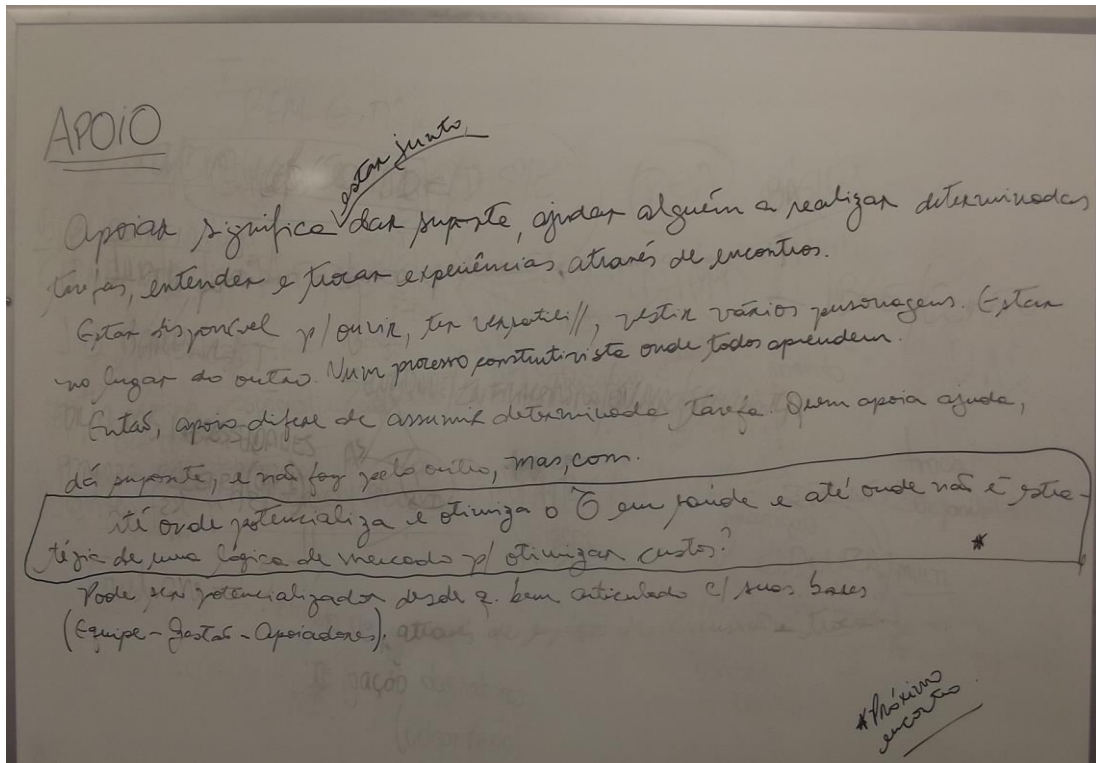 APOIO
estar junto,
Apoiar significa dar suporte, ajudar alguém a realizar determinadas
tarefas, entender e trocar experiências, através de encontros.
Estar disponível p/ ouvir, ter versatili//, vestir vários personagens. Estar
no lugar do outro. Num processo construtivista onde todos aprendem.
Então, apoio difere de assumir determinada tarefa. Quem apoia ajuda,
dá suporte, e não faz pelo outro, mas, com.
Até onde potencializa e otimiza o em saúde e até onde não é estra-
tégia de uma lógica de mercado p/ otimizar custos? *
Pode ser potencializador desde q. bem articulado c/ suas bases
(Equipe - Gestão - Apoiadores).
* Próximo
encontro